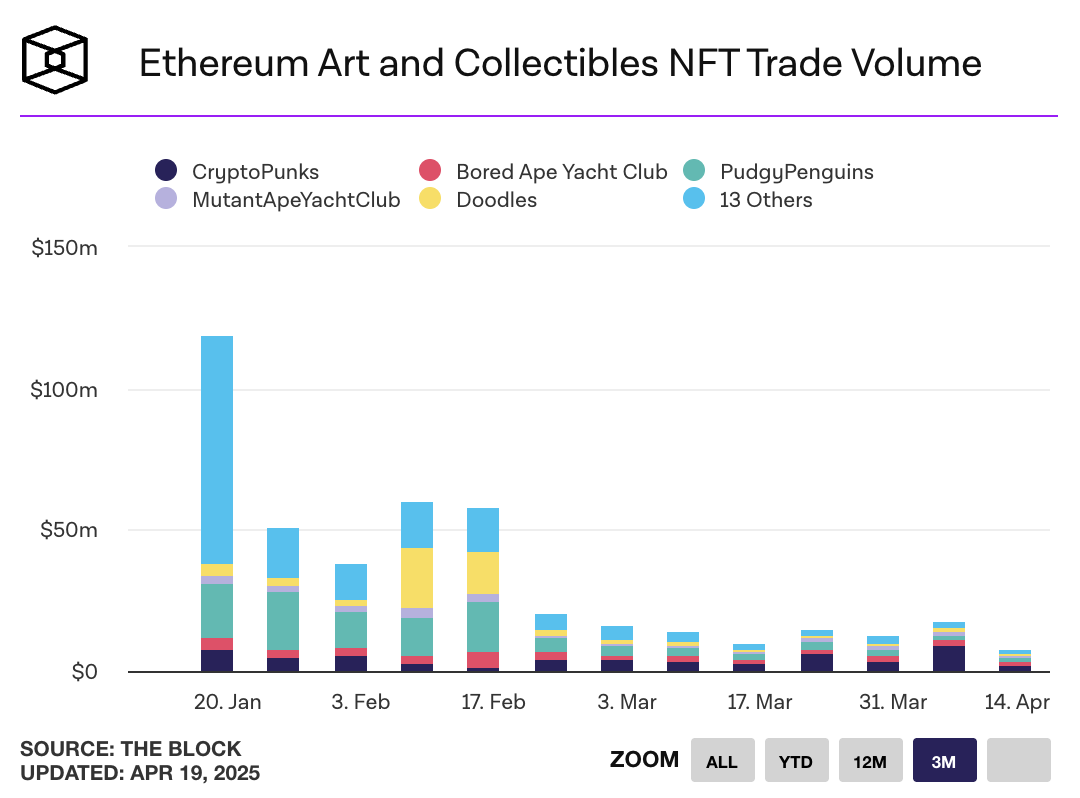 Ethereum Art and Collectibles NFT Trade Volume
CryptoPunks
Bored Ape Yacht Club
PudgyPenguins
MutantApeYachtClub
Doodles
13 Others
$150m
$100m
$50m
$0
20. Jan
3. Feb
17. Feb
3. Mar
17. Mar
31. Mar
14. Apr
SOURCE: THE BLOCK
UPDATED: APR 19, 2025
ZOOM
ALL
YTD
12M
3M